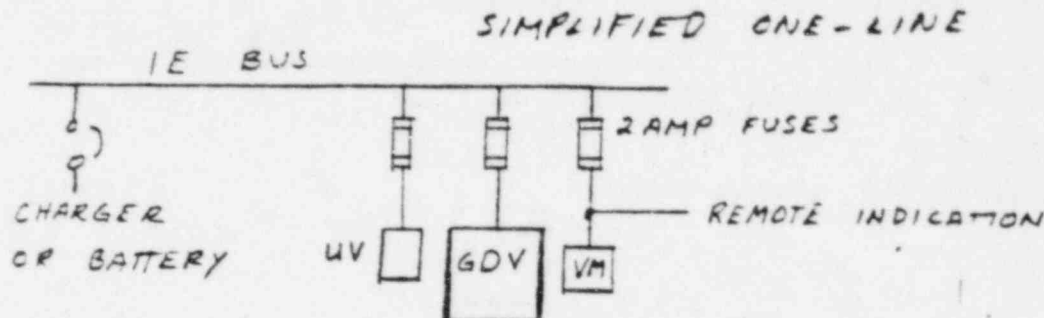 SIMPLIFIED ONE-LINE
1E BUS
2 AMP FUSES
CHARGER
OR BATTERY
UV
GDV
VM
REMOTE INDICATION